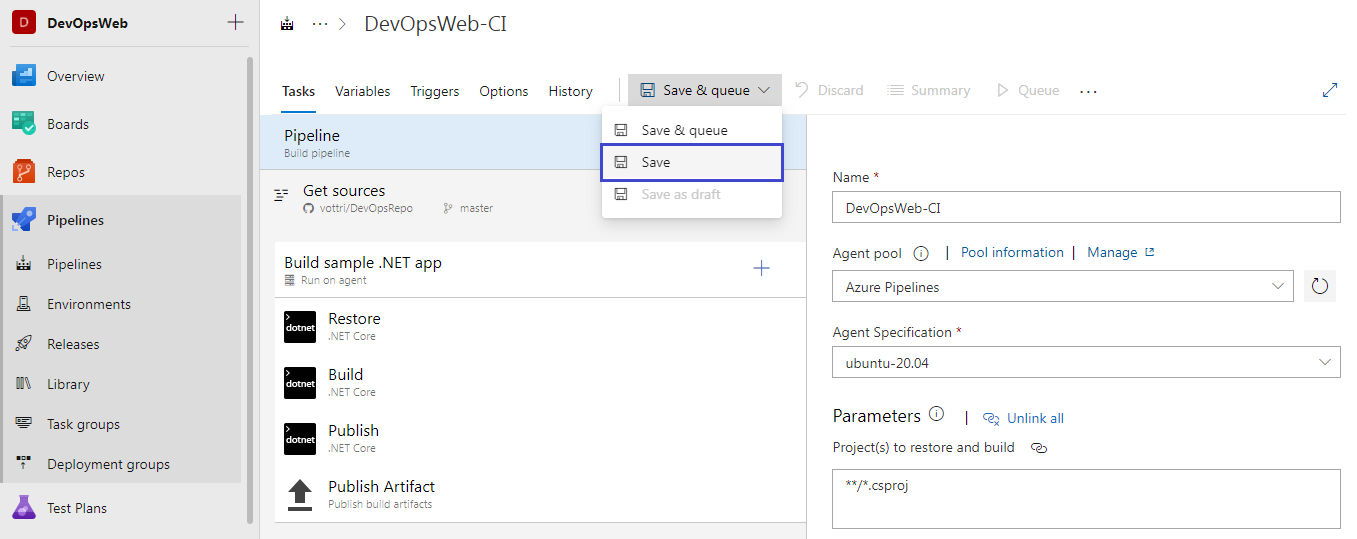 D DevOpsWeb
Overview
Boards
Repos
Pipelines
Pipelines
Environments
Releases
Library
Task groups
Deployment groups
Test Plans
··· > DevOpsWeb-CI
Tasks Variables Triggers Options History Save & queue Discard Summary Queue ···
Save & queue
Save
Save as draft
Pipeline
Build pipeline
Get sources
vottri/DevOpsRepo master
Build sample .NET app
Run on agent
dotnet
Restore
.NET Core
dotnet
Build
.NET Core
dotnet
Publish
.NET Core
Publish Artifact
Publish build artifacts
Name *
DevOpsWeb-CI
Agent pool | Pool information | Manage
Azure Pipelines
Agent Specification *
ubuntu-20.04
Parameters | Unlink all
Project(s) to restore and build
**/*.csproj